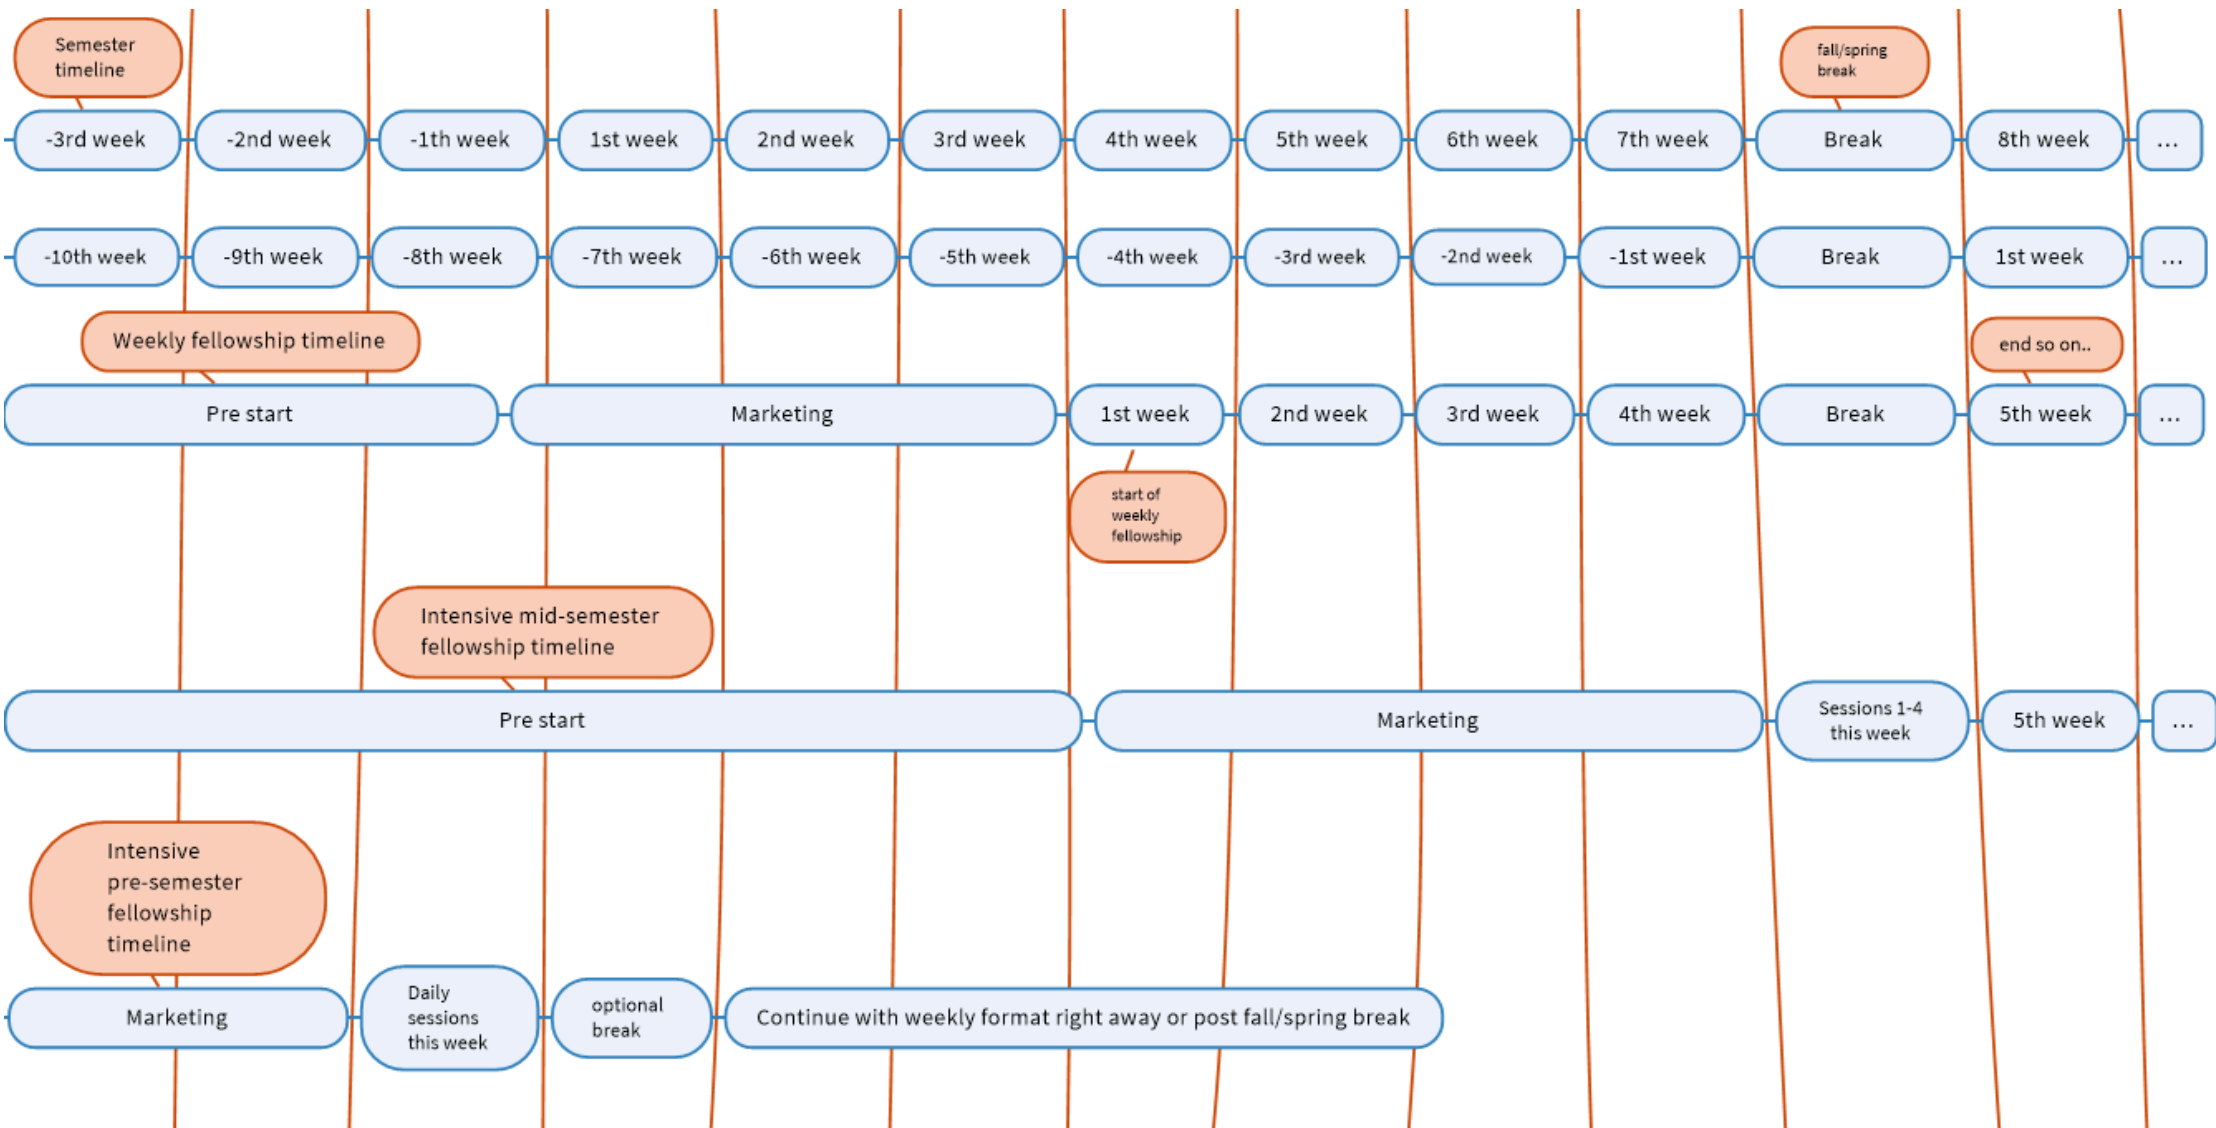 Semester
timeline
fall/spring
break
-3rd week
-2nd week
-1th week
1st week
2nd week
3rd week
4th week
5th week
6th week
7th week
Break
8th week
...
-10th week
-9th week
-8th week
-7th week
-6th week
-5th week
-4th week
-3rd week
-2nd week
-1st week
Break
1st week
...
Weekly fellowship timeline
end so on..
Pre start
Marketing
1st week
2nd week
3rd week
4th week
Break
5th week
...
start of
weekly
fellowship
Intensive mid-semester
fellowship timeline
Pre start
Marketing
Sessions 1-4
this week
5th week
...
Intensive
pre-semester
fellowship
timeline
Marketing
Daily
sessions
this week
optional
break
Continue with weekly format right away or post fall/spring break